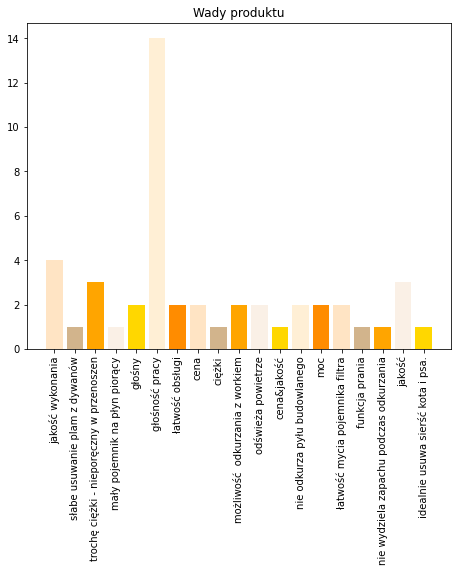 Wady produktu
14
12
10
8
6
4
2
0
jakość wykonania
słabe usuwanie plam z dywanów
trochę ciężki - nieporęczny w przenoszen
mały pojemnik na płyn piorący
głośny
głośność pracy
łatwość obsługi
cena
ciężki
możliwość  odkurzania z workiem
odświeża powietrze
cena&jakość
nie odkurza pyłu budowlanego
moc
łatwość mycia pojemnika filtra
funkcja prania
nie wydziela zapachu podczas odkurzania
jakość
idealnie usuwa sierść kota i psa.